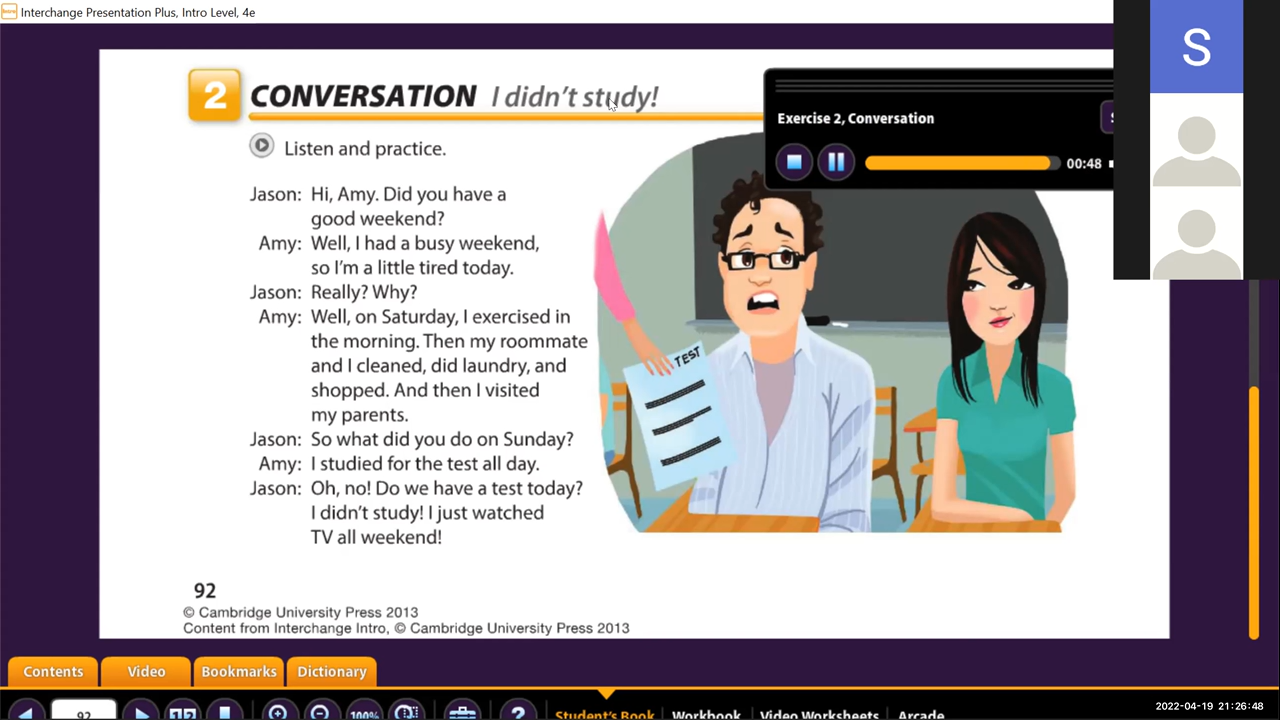 Interchange Presentation Plus, Intro Level, 4e
S
2 CONVERSATION I didn't study!
Exercise 2, Conversation
00:48
Listen and practice.
Jason: Hi, Amy. Did you have a
good weekend?
Amy: Well, I had a busy weekend,
so I'm a little tired today.
Jason: Really? Why?
Amy: Well, on Saturday, I exercised in
the morning. Then my roommate
and I cleaned, did laundry, and
shopped. And then I visited
my parents.
Jason: So what did you do on Sunday?
Amy: I studied for the test all day.
Jason: Oh, no! Do we have a test today?
I didn't study! I just watched
TV all weekend!
TEST
92
© Cambridge University Press 2013
Content from Interchange Intro, © Cambridge University Press 2013
Contents Video Bookmarks Dictionary
92 100% ? Student's Book Workbook Video Worksheets Arcade
2022-04-19 21:26:48